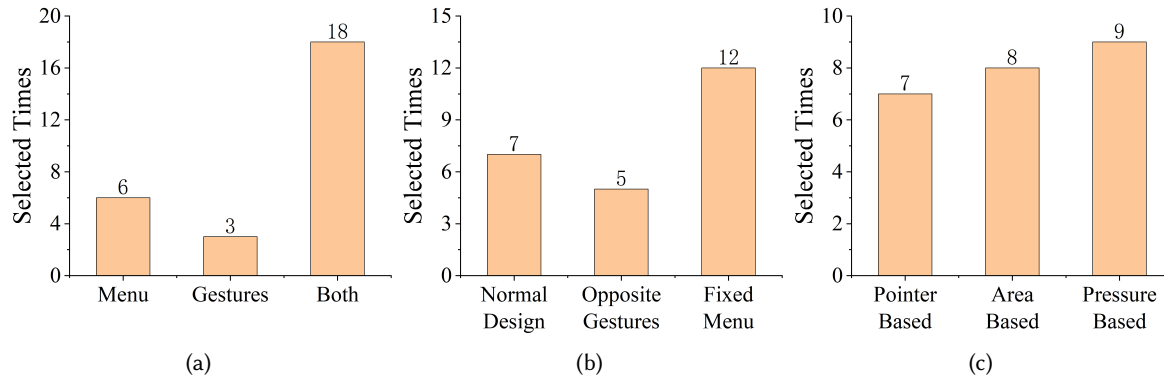 Selected Times
20
16
12
8
4
0
6
3
18
Menu
Gestures
Both
(a)
Selected Times
15
12
9
6
3
0
7
5
12
Normal
Design
Opposite
Gestures
Fixed
Menu
(b)
Selected Times
10
8
6
4
2
0
7
8
9
Pointer
Based
Area
Based
Pressure
Based
(c)